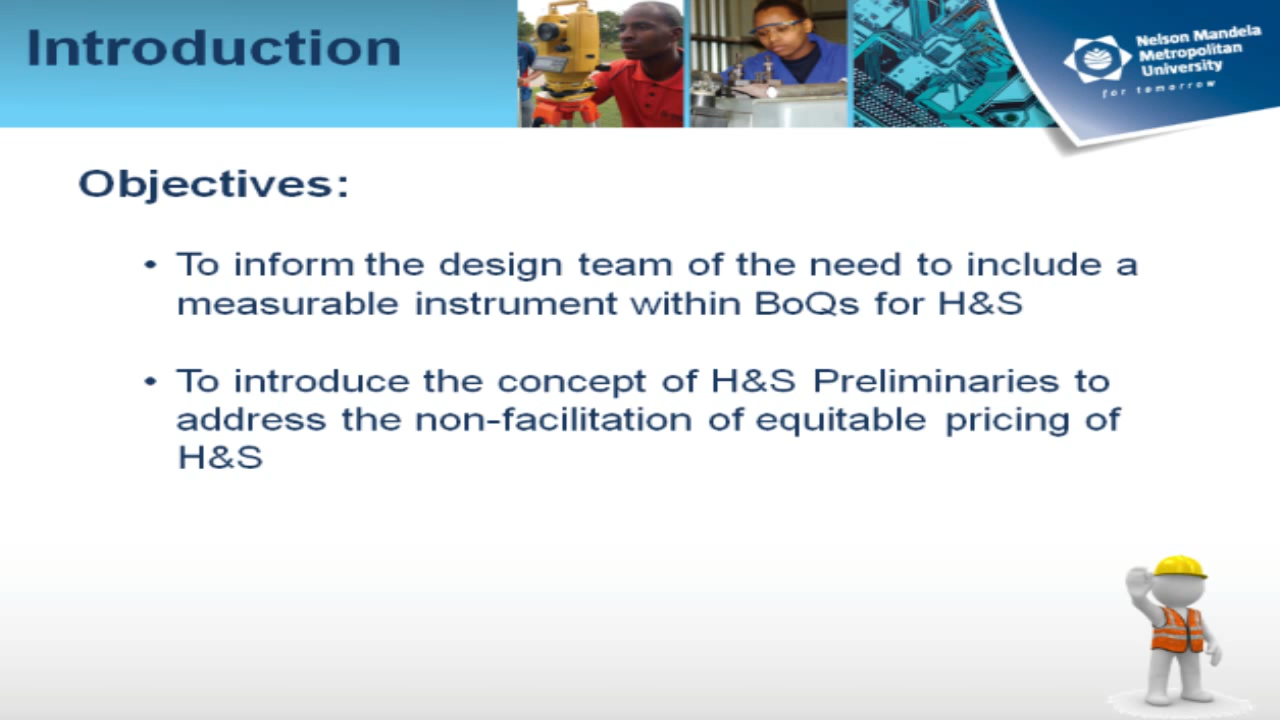 Introduction
Nelson Mandela
Metropolitan
University
for tomorrow
Objectives:
• To inform the design team of the need to include a
measurable instrument within BoQs for H&S
• To introduce the concept of H&S Preliminaries to
address the non-facilitation of equitable pricing of
H&S